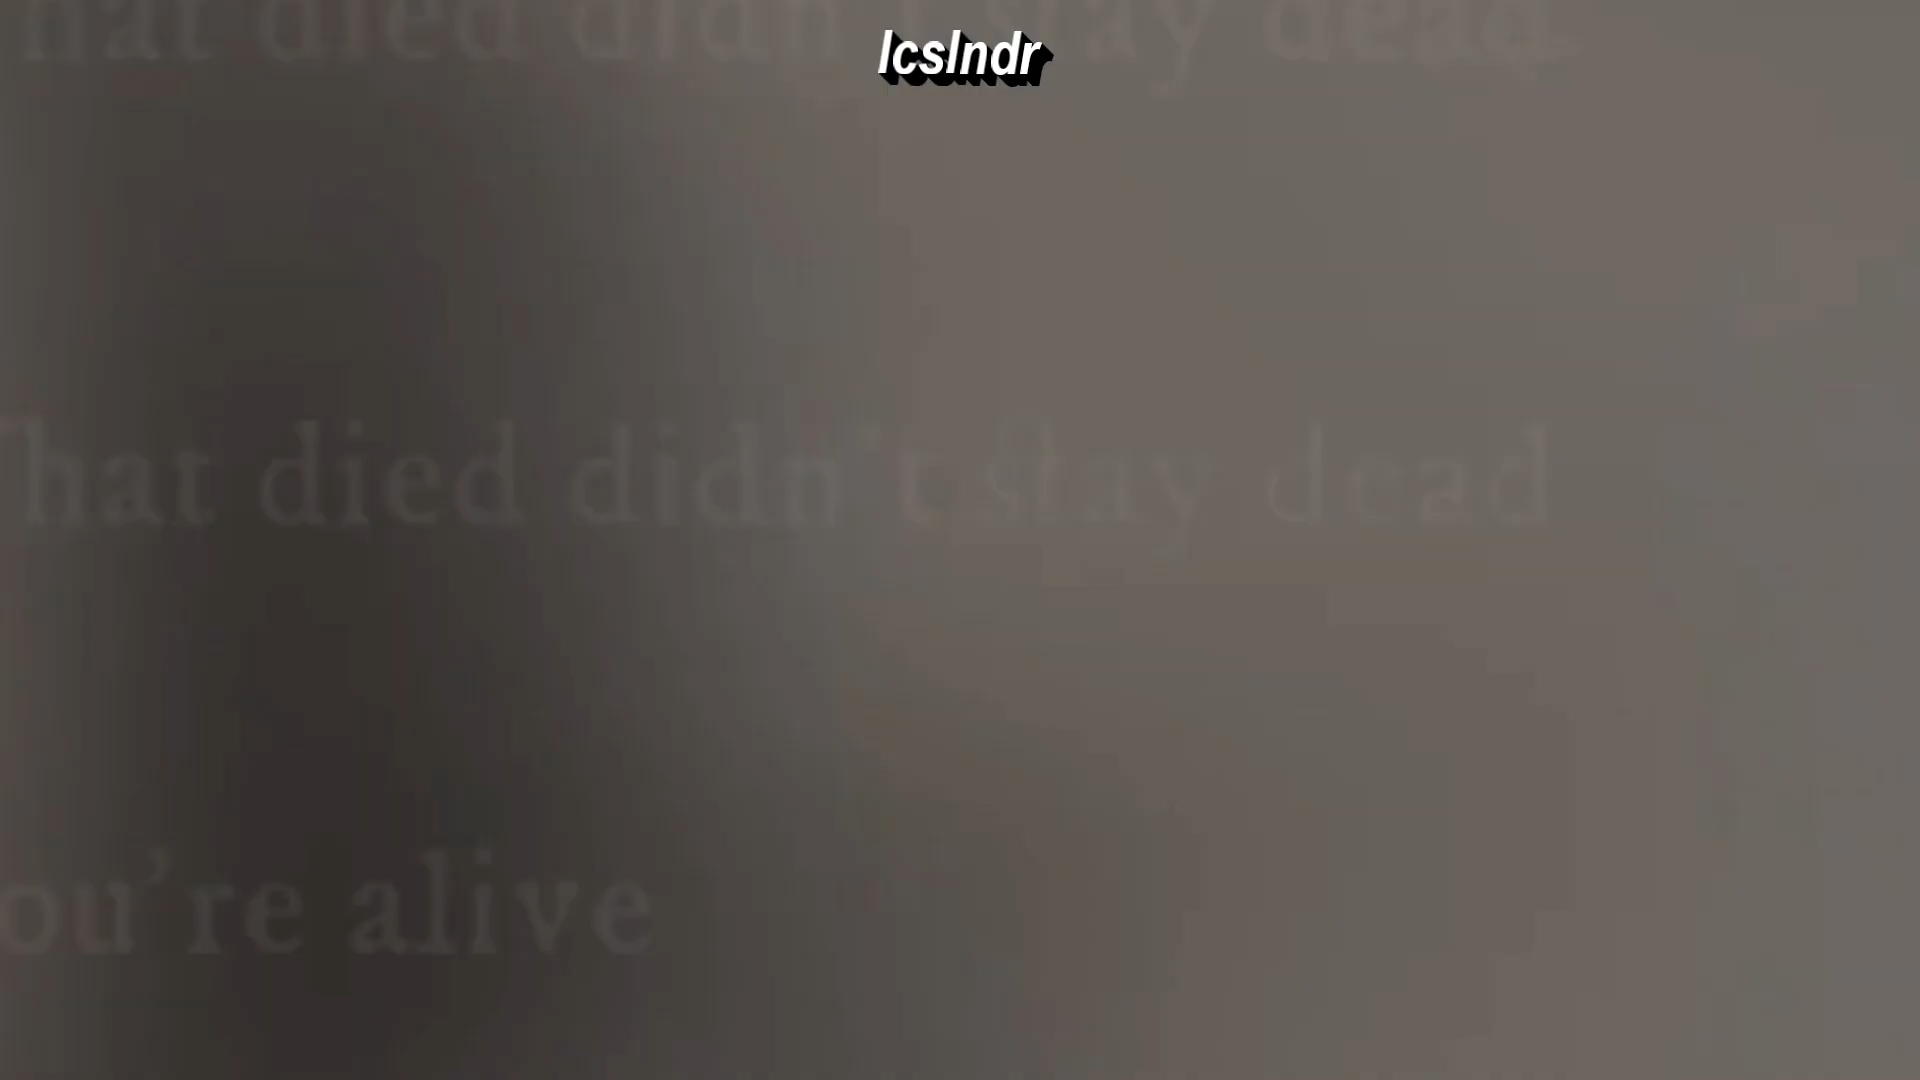 hat died didn't stay dead
lcslndr
hat died didn't stay dead
ou're alive